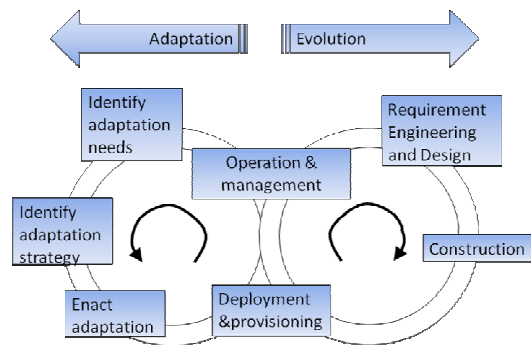 Adaptation
Evolution
Identify
adaptation
needs
Requirement
Engineering
and Design
Operation &
management
Identify
adaptation
strategy
Construction
Enact
adaptation
Deployment
&provisioning